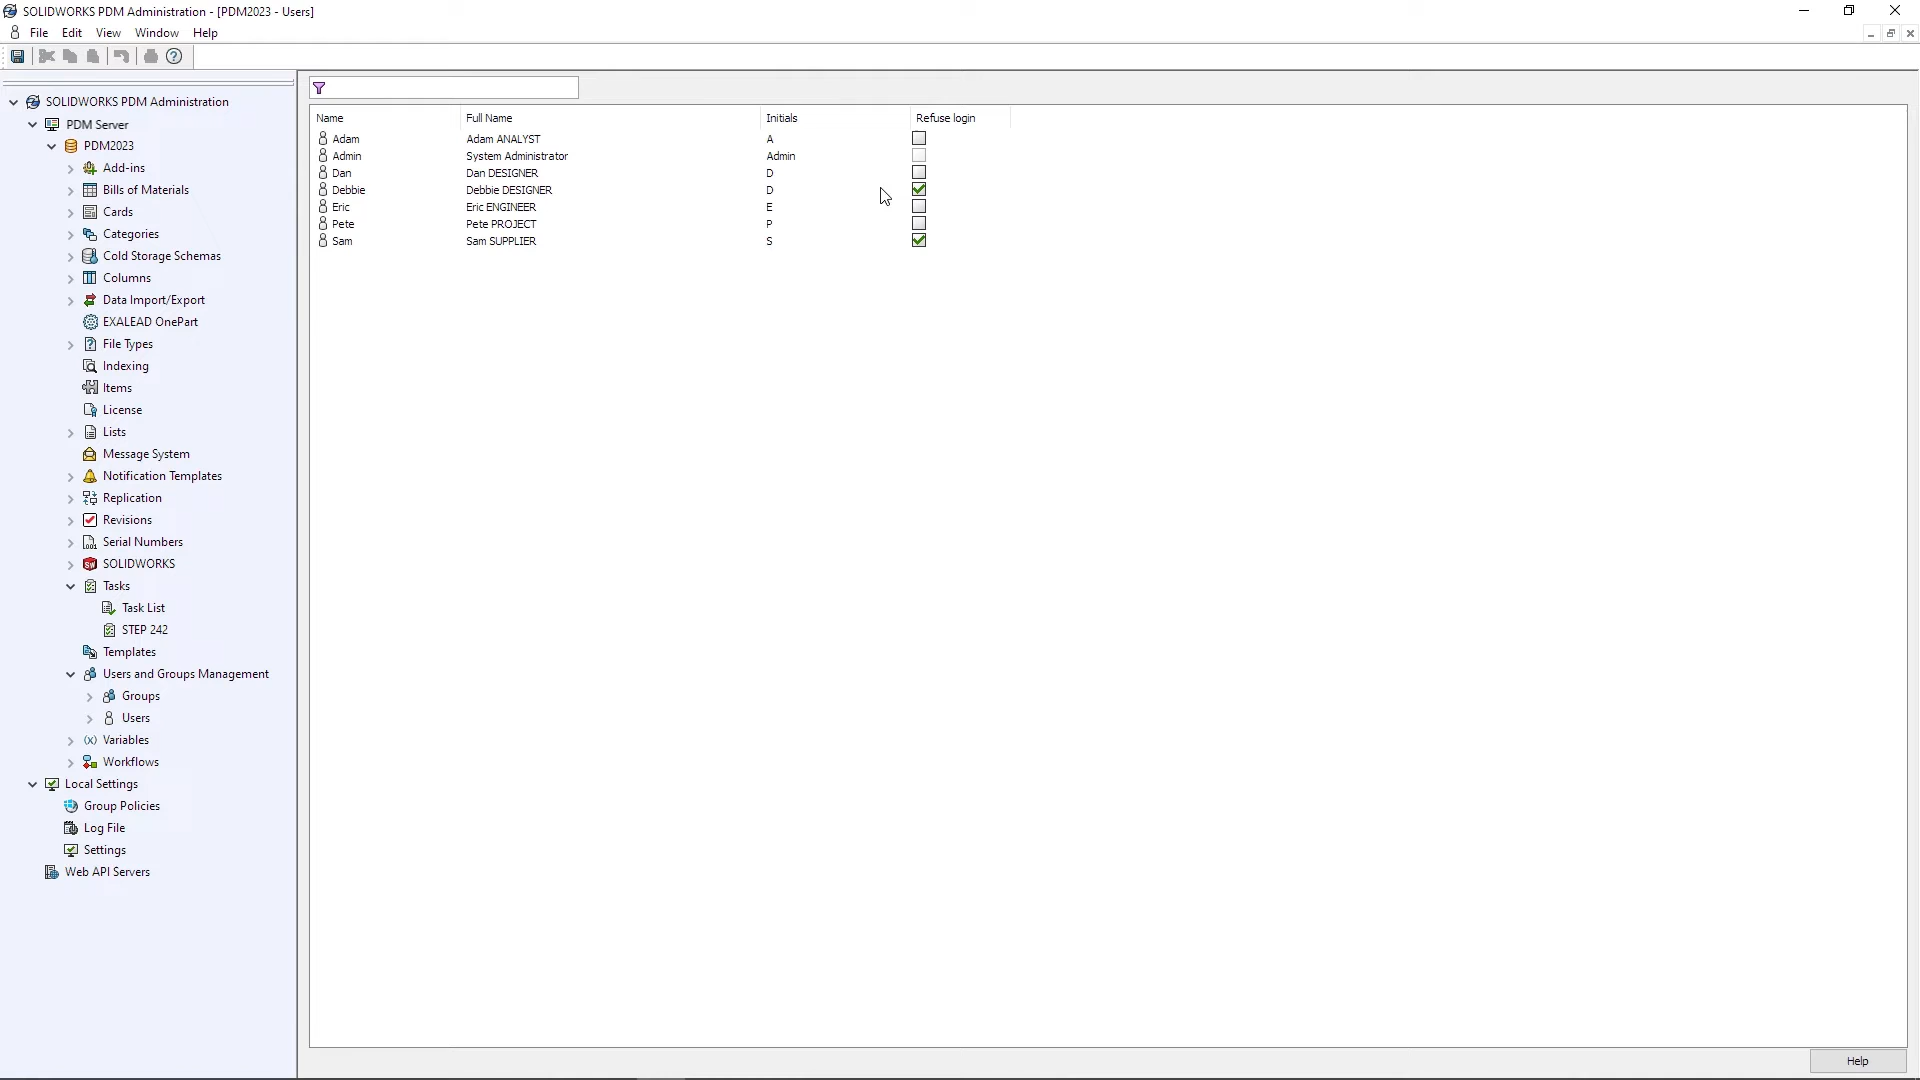 SOLIDWORKS PDM Administration - [PDM2023 - Users]
File Edit View Window Help
SOLIDWORKS PDM Administration
PDM Server
PDM2023
Add-ins
Bills of Materials
Cards
Categories
Cold Storage Schemas
Columns
Data Import/Export
EXALEAD OnePart
File Types
Indexing
Items
License
Lists
Message System
Notification Templates
Replication
Revisions
Serial Numbers
SOLIDWORKS
Tasks
Task List
STEP 242
Templates
Users and Groups Management
Groups
Users
Variables
Workflows
Local Settings
Group Policies
Log File
Settings
Web API Servers
Name Full Name Initials Refuse login
Adam Adam ANALYST A
Admin System Administrator Admin
Dan Dan DESIGNER D
Debbie Debbie DESIGNER D
Eric Eric ENGINEER E
Pete Pete PROJECT P
Sam Sam SUPPLIER S
Help